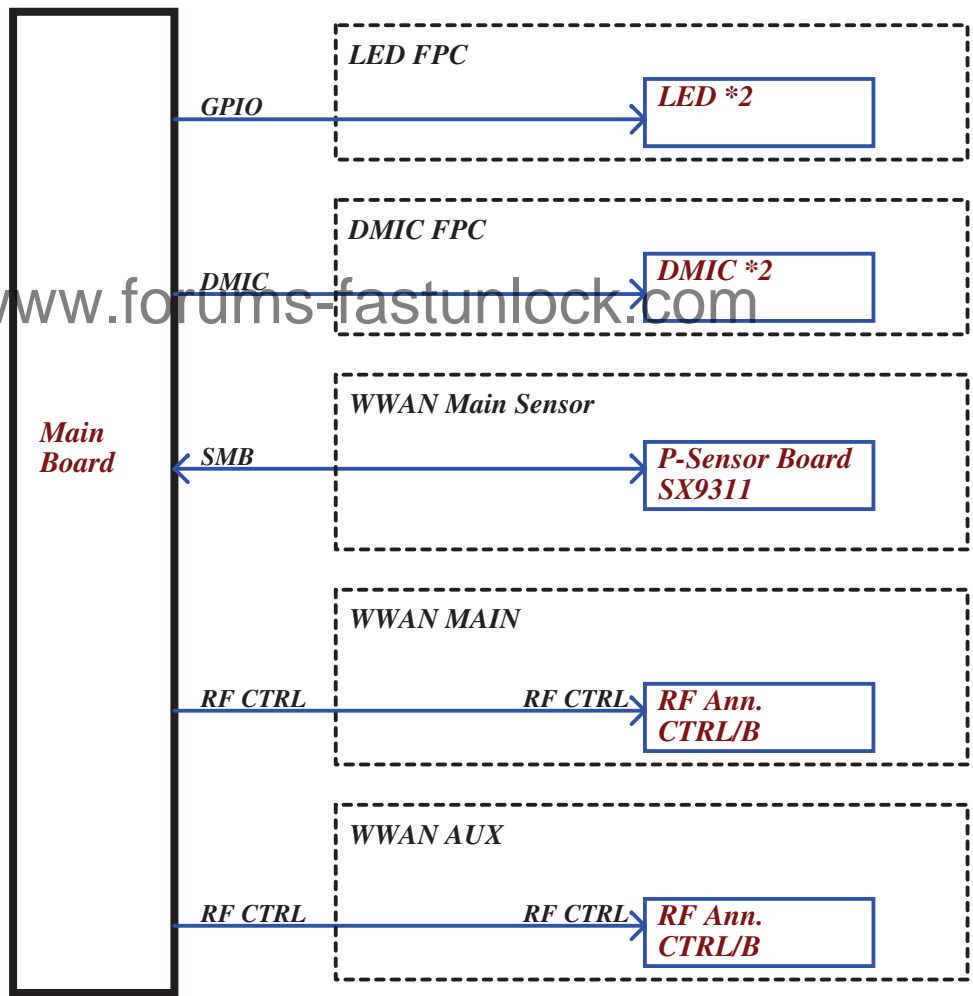 LED FPC
GPIO
LED *2
DMIC FPC
DMIC
DMIC *2
www.forums-fastunlock.com
WWAN Main Sensor
Main
Board
SMB
P-Sensor Board
SX9311
WWAN MAIN
RF CTRL
RF CTRL
RF Ann.
CTRL/B
WWAN AUX
RF CTRL
RF CTRL
RF Ann.
CTRL/B